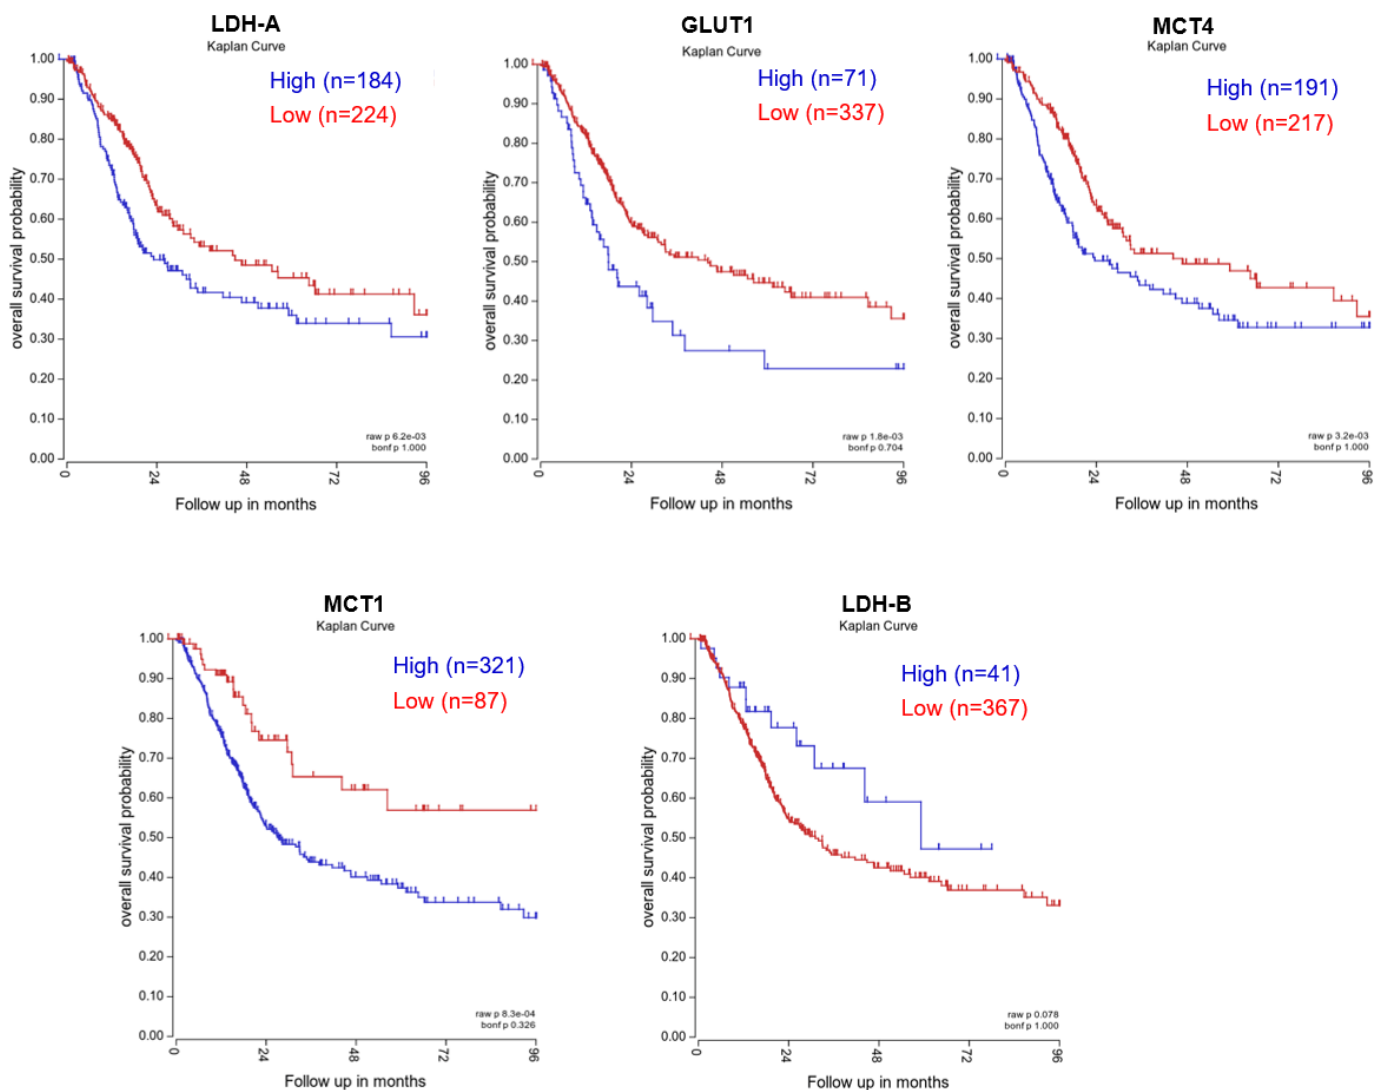 LDH-A
Kaplan Curve
High (n=184)
Low (n=224)
overall survival probability
1.00
0.90
0.80
0.70
0.60
0.50
0.40
0.30
0.20
0.10
0.00
raw p 6.2e-03
bonf p 1.000
0 24 48 72 96
Follow up in months
GLUT1
Kaplan Curve
High (n=71)
Low (n=337)
overall survival probability
1.00
0.90
0.80
0.70
0.60
0.50
0.40
0.30
0.20
0.10
0.00
raw p 1.8e-03
bonf p 0.704
0 24 48 72 96
Follow up in months
MCT4
Kaplan Curve
High (n=191)
Low (n=217)
overall survival probability
1.00
0.90
0.80
0.70
0.60
0.50
0.40
0.30
0.20
0.10
0.00
raw p 3.2e-03
bonf p 1.000
0 24 48 72 96
Follow up in months
MCT1
Kaplan Curve
High (n=321)
Low (n=87)
overall survival probability
1.00
0.90
0.80
0.70
0.60
0.50
0.40
0.30
0.20
0.10
0.00
raw p 8.3e-04
bonf p 0.326
0 24 48 72 96
Follow up in months
LDH-B
Kaplan Curve
High (n=41)
Low (n=367)
overall survival probability
1.00
0.90
0.80
0.70
0.60
0.50
0.40
0.30
0.20
0.10
0.00
raw p 0.078
bonf p 1.000
0 24 48 72 96
Follow up in months